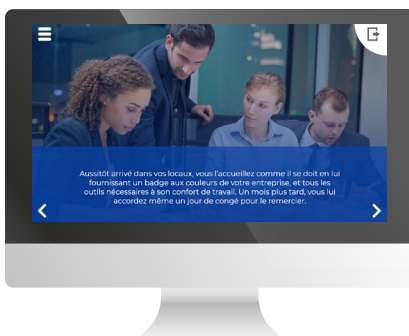 Aussitôt arrivé dans vos locaux, vous l'accueillez comme il se doit en lui
fournissant un badge aux couleurs de votre entreprise, et tous les
outils nécessaires à son confort de travail. Un mois plus tard, vous lui
accordez même un jour de congé pour le remercier.